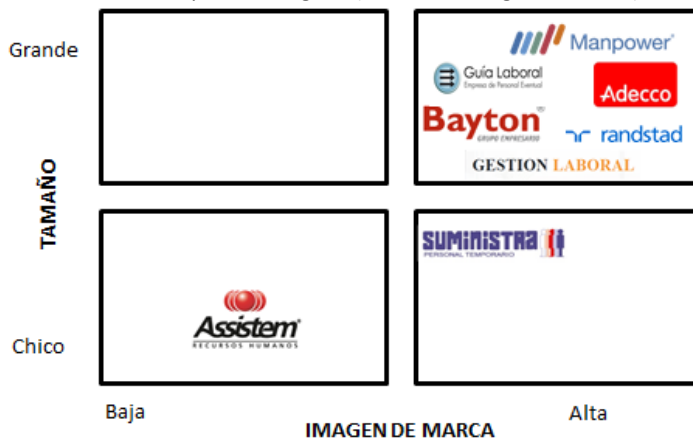 Grande
Manpower
Guía Laboral
Empresa de Personal Eventual
Adecco
Bayton
GRUPO EMPRESARIO
randstad
GESTION LABORAL
TAMAÑO
SUMINISTRA
PERSONAL TEMPORARIO
Assistem
RECURSOS HUMANOS
Chico
Baja
Alta
IMAGEN DE MARCA